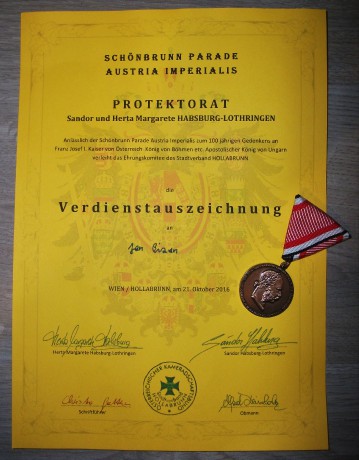 SCHÖNBRUNN PARADE
AUSTRIA IMPERIALIS
PROTEKTORAT
Sandor und Herta Margarete HABSBURG-LOTHRINGEN
Anlässlich der Schönbrunn Parade Austria Imperialis zum 100 jährigen Gedenkens an
Franz Josef I. Kaiser von Österreich, König von Böhmen etc. Apostolischer König von Ungarn
verleiht das Ehrungskomitee des Stadtverband HOLLABRUNN
die
Verdienstauszeichnung
an
WIEN / HOLLABRUNN, am 21. Oktober 2016
Herta Margarete Habsburg-Lothringen
Sandor Habsburg-Lothringen
Schriftführer
Obmann